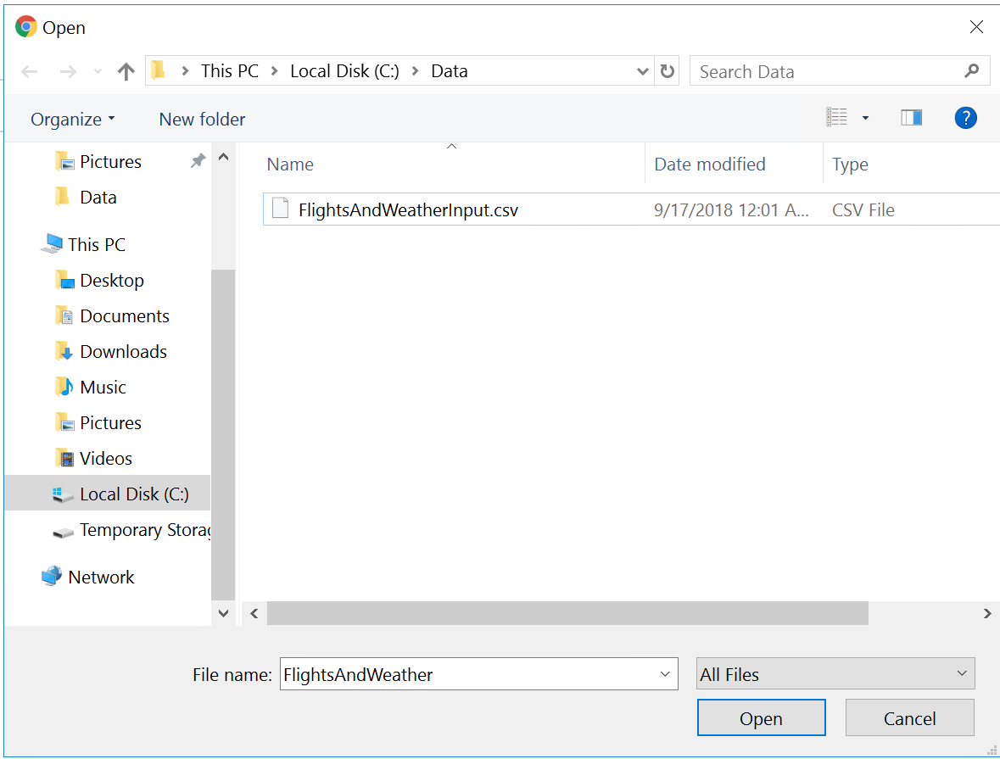 Open
This PC > Local Disk (C:) > Data
Search Data
Organize
New folder
?
Name
Date modified
Type
FlightsAndWeatherInput.csv
9/17/2018 12:01 A...
CSV File
Pictures
Data
This PC
Desktop
Documents
Downloads
Music
Pictures
Videos
Local Disk (C:)
Temporary Storag
Network
File name:
FlightsAndWeather
All Files
Open
Cancel